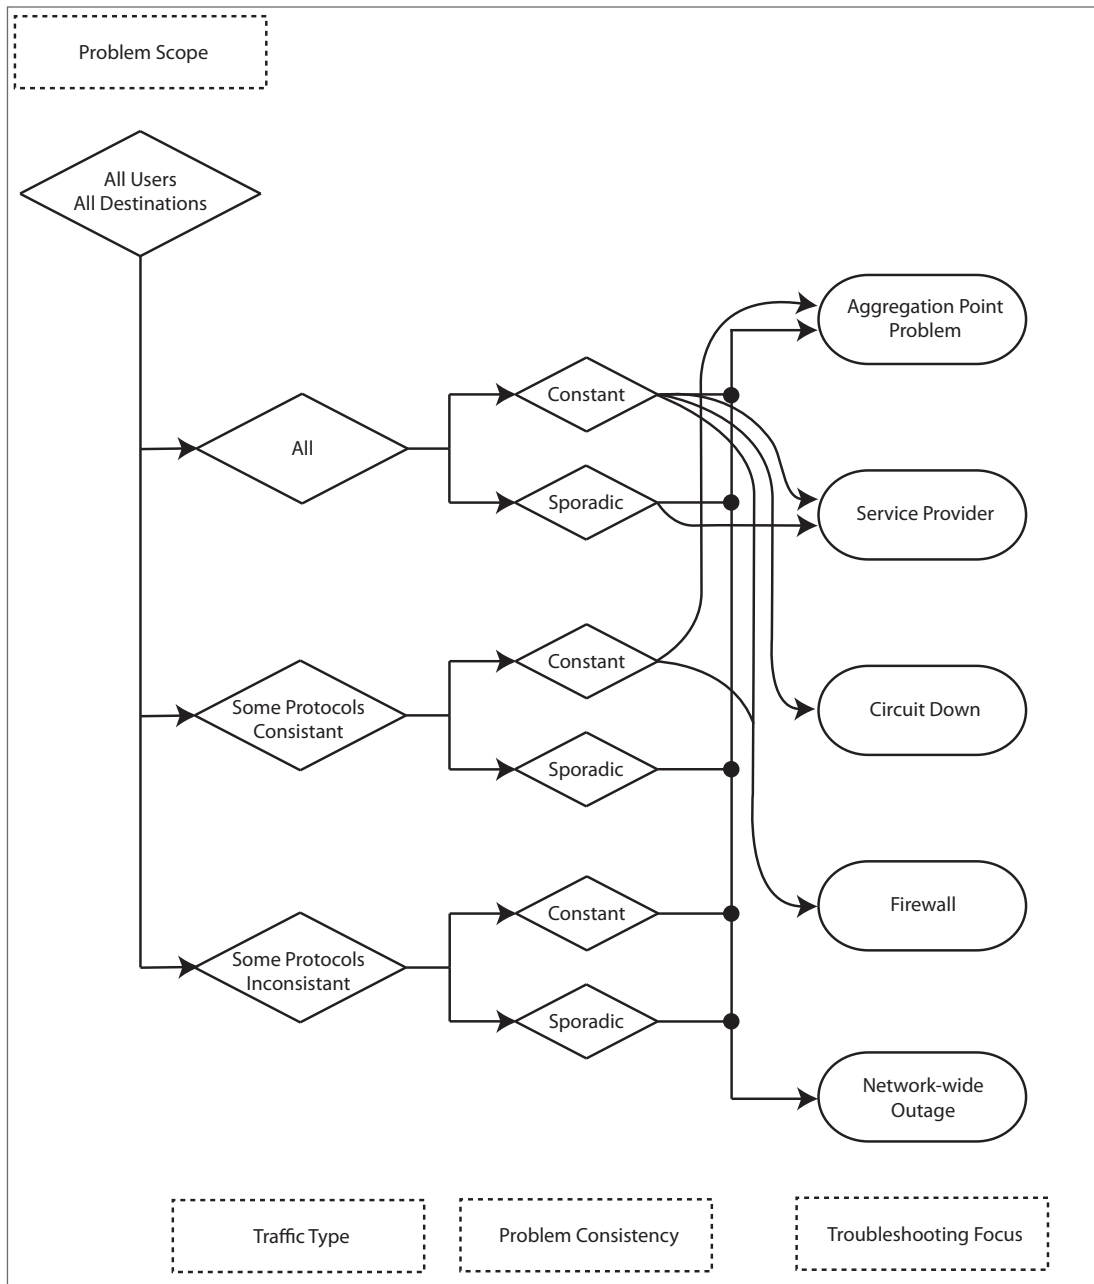 Problem Scope
All Users
All Destinations
Aggregation Point
Problem
Constant
All
Sporadic
Service Provider
Constant
Some Protocols
Consistant
Circuit Down
Sporadic
Firewall
Constant
Some Protocols
Inconsistant
Sporadic
Network-wide
Outage
Traffic Type
Problem Consistency
Troubleshooting Focus